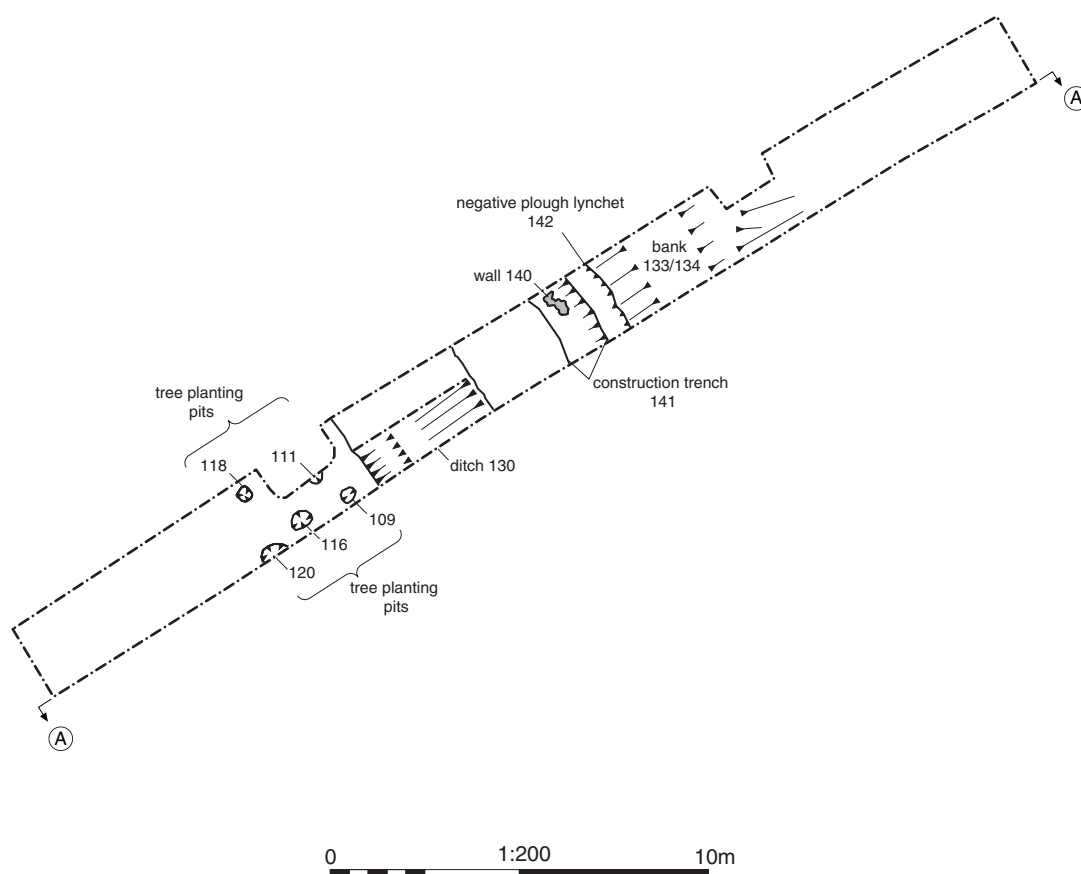 A
negative plough lynchet
142
bank
133/134
wall 140
construction trench
141
tree planting
pits
118
111
ditch 130
109
116
120
tree planting
pits
A
0
1:200
10m